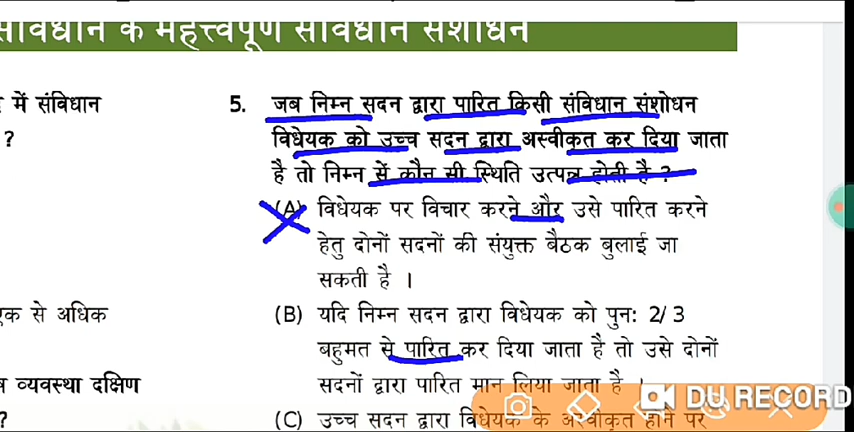 संविधान के महत्त्वपूर्ण संविधान संशोधन
में संविधान
?
5. जब निम्न सदन द्वारा पारित किसी संविधान संशोधन
विधेयक को उच्च सदन द्वारा अस्वीकृत कर दिया जाता
है तो निम्न में कौन सी स्थिति उत्पन्न होती है ?
(A) विधेयक पर विचार करने और उसे पारित करने
हेतु दोनों सदनों की संयुक्त बैठक बुलाई जा
सकती है ।
एक से अधिक
(B) यदि निम्न सदन द्वारा विधेयक को पुन: 2/3
बहुमत से पारित कर दिया जाता है तो उसे दोनों
व्यवस्था दक्षिण
सदनों द्वारा पारित मान लिया जाता है ।
?
(C) उच्च सदन द्वारा विधेयक के अस्वीकृत होने पर
DU RECORD